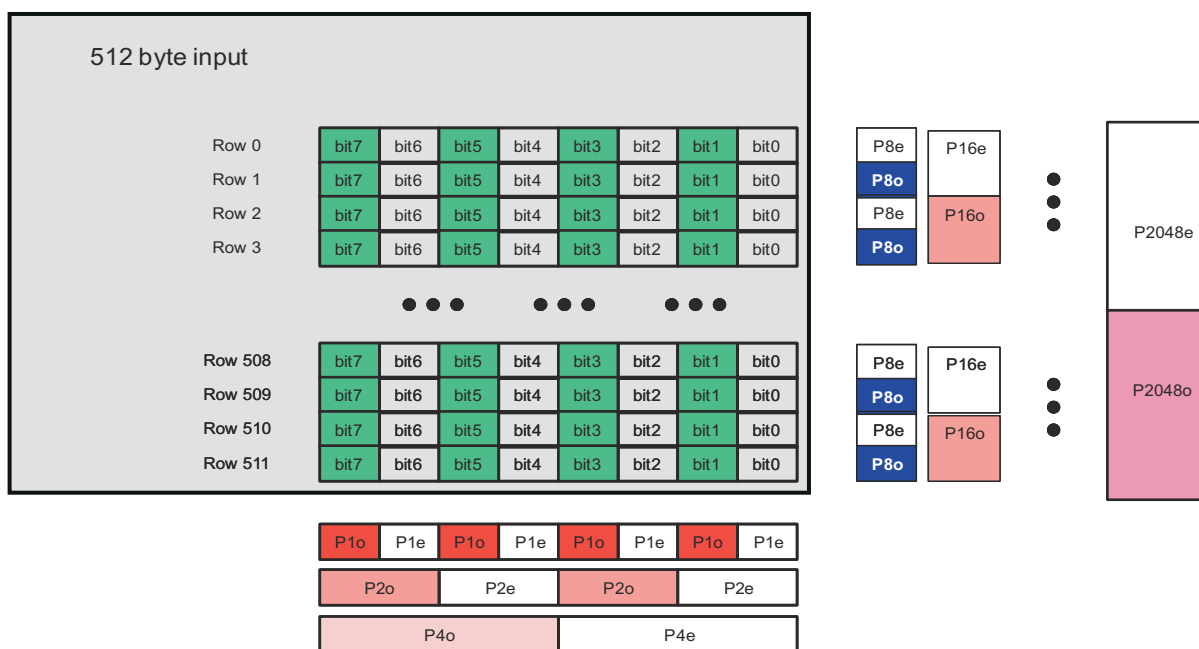 512 byte input
Row 0 bit7 bit6 bit5 bit4 bit3 bit2 bit1 bit0 P8e P16e
Row 1 bit7 bit6 bit5 bit4 bit3 bit2 bit1 bit0 P8o
Row 2 bit7 bit6 bit5 bit4 bit3 bit2 bit1 bit0 P8e P16o
P2048e
Row 3 bit7 bit6 bit5 bit4 bit3 bit2 bit1 bit0 P8o
Row 508 bit7 bit6 bit5 bit4 bit3 bit2 bit1 bit0 P8e P16e
Row 509 bit7 bit6 bit5 bit4 bit3 bit2 bit1 bit0 P8o P2048o
Row 510 bit7 bit6 bit5 bit4 bit3 bit2 bit1 bit0 P8e P16o
Row 511 bit7 bit6 bit5 bit4 bit3 bit2 bit1 bit0 P8o
P1o P1e P1o P1e P1o P1e P1o P1e
P2o P2e P2o P2e
P4o P4e